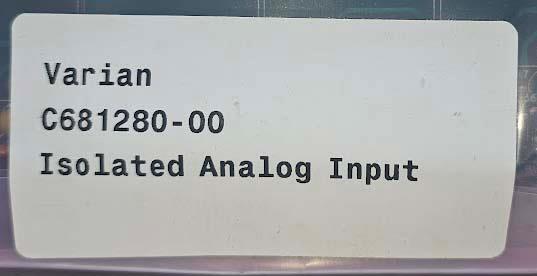 Varian
C681280-00
Isolated Analog Input